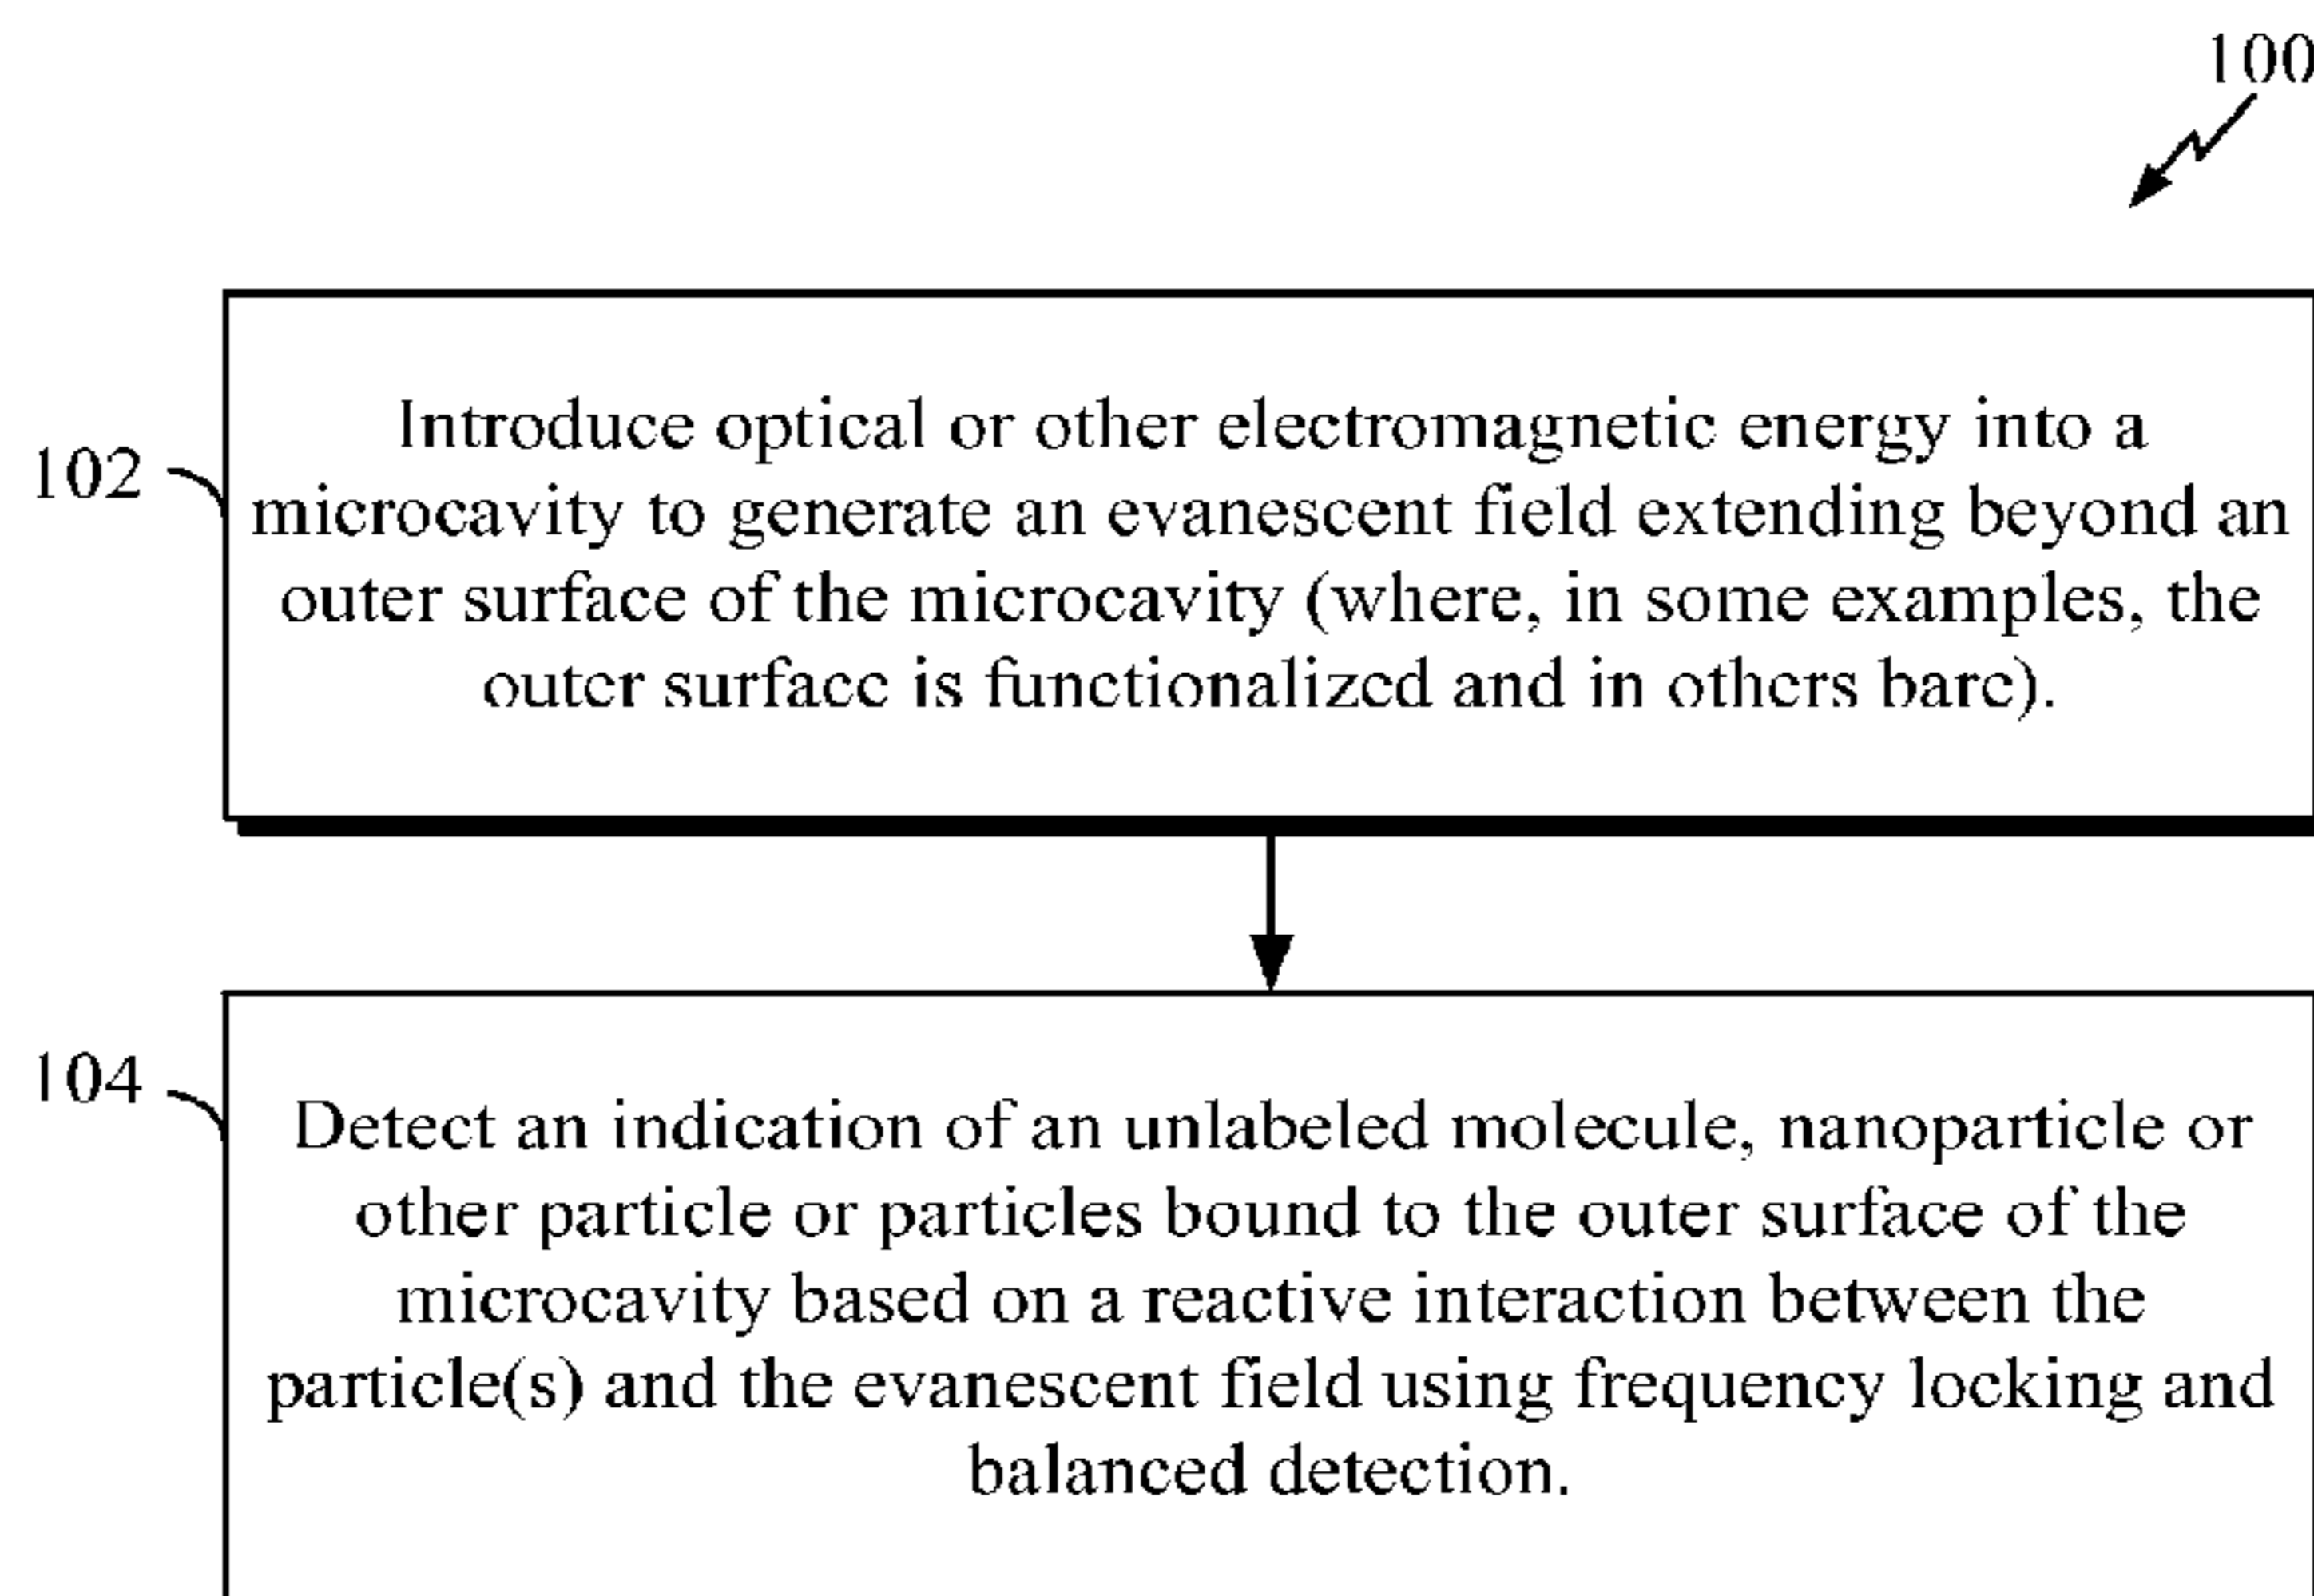 100
102
Introduce optical or other electromagnetic energy into a
microcavity to generate an evanescent field extending beyond an
outer surface of the microcavity (where, in some examples, the
outer surface is functionalized and in others bare).
104
Detect an indication of an unlabeled molecule, nanoparticle or
other particle or particles bound to the outer surface of the
microcavity based on a reactive interaction between the
particle(s) and the evanescent field using frequency locking and
balanced detection.